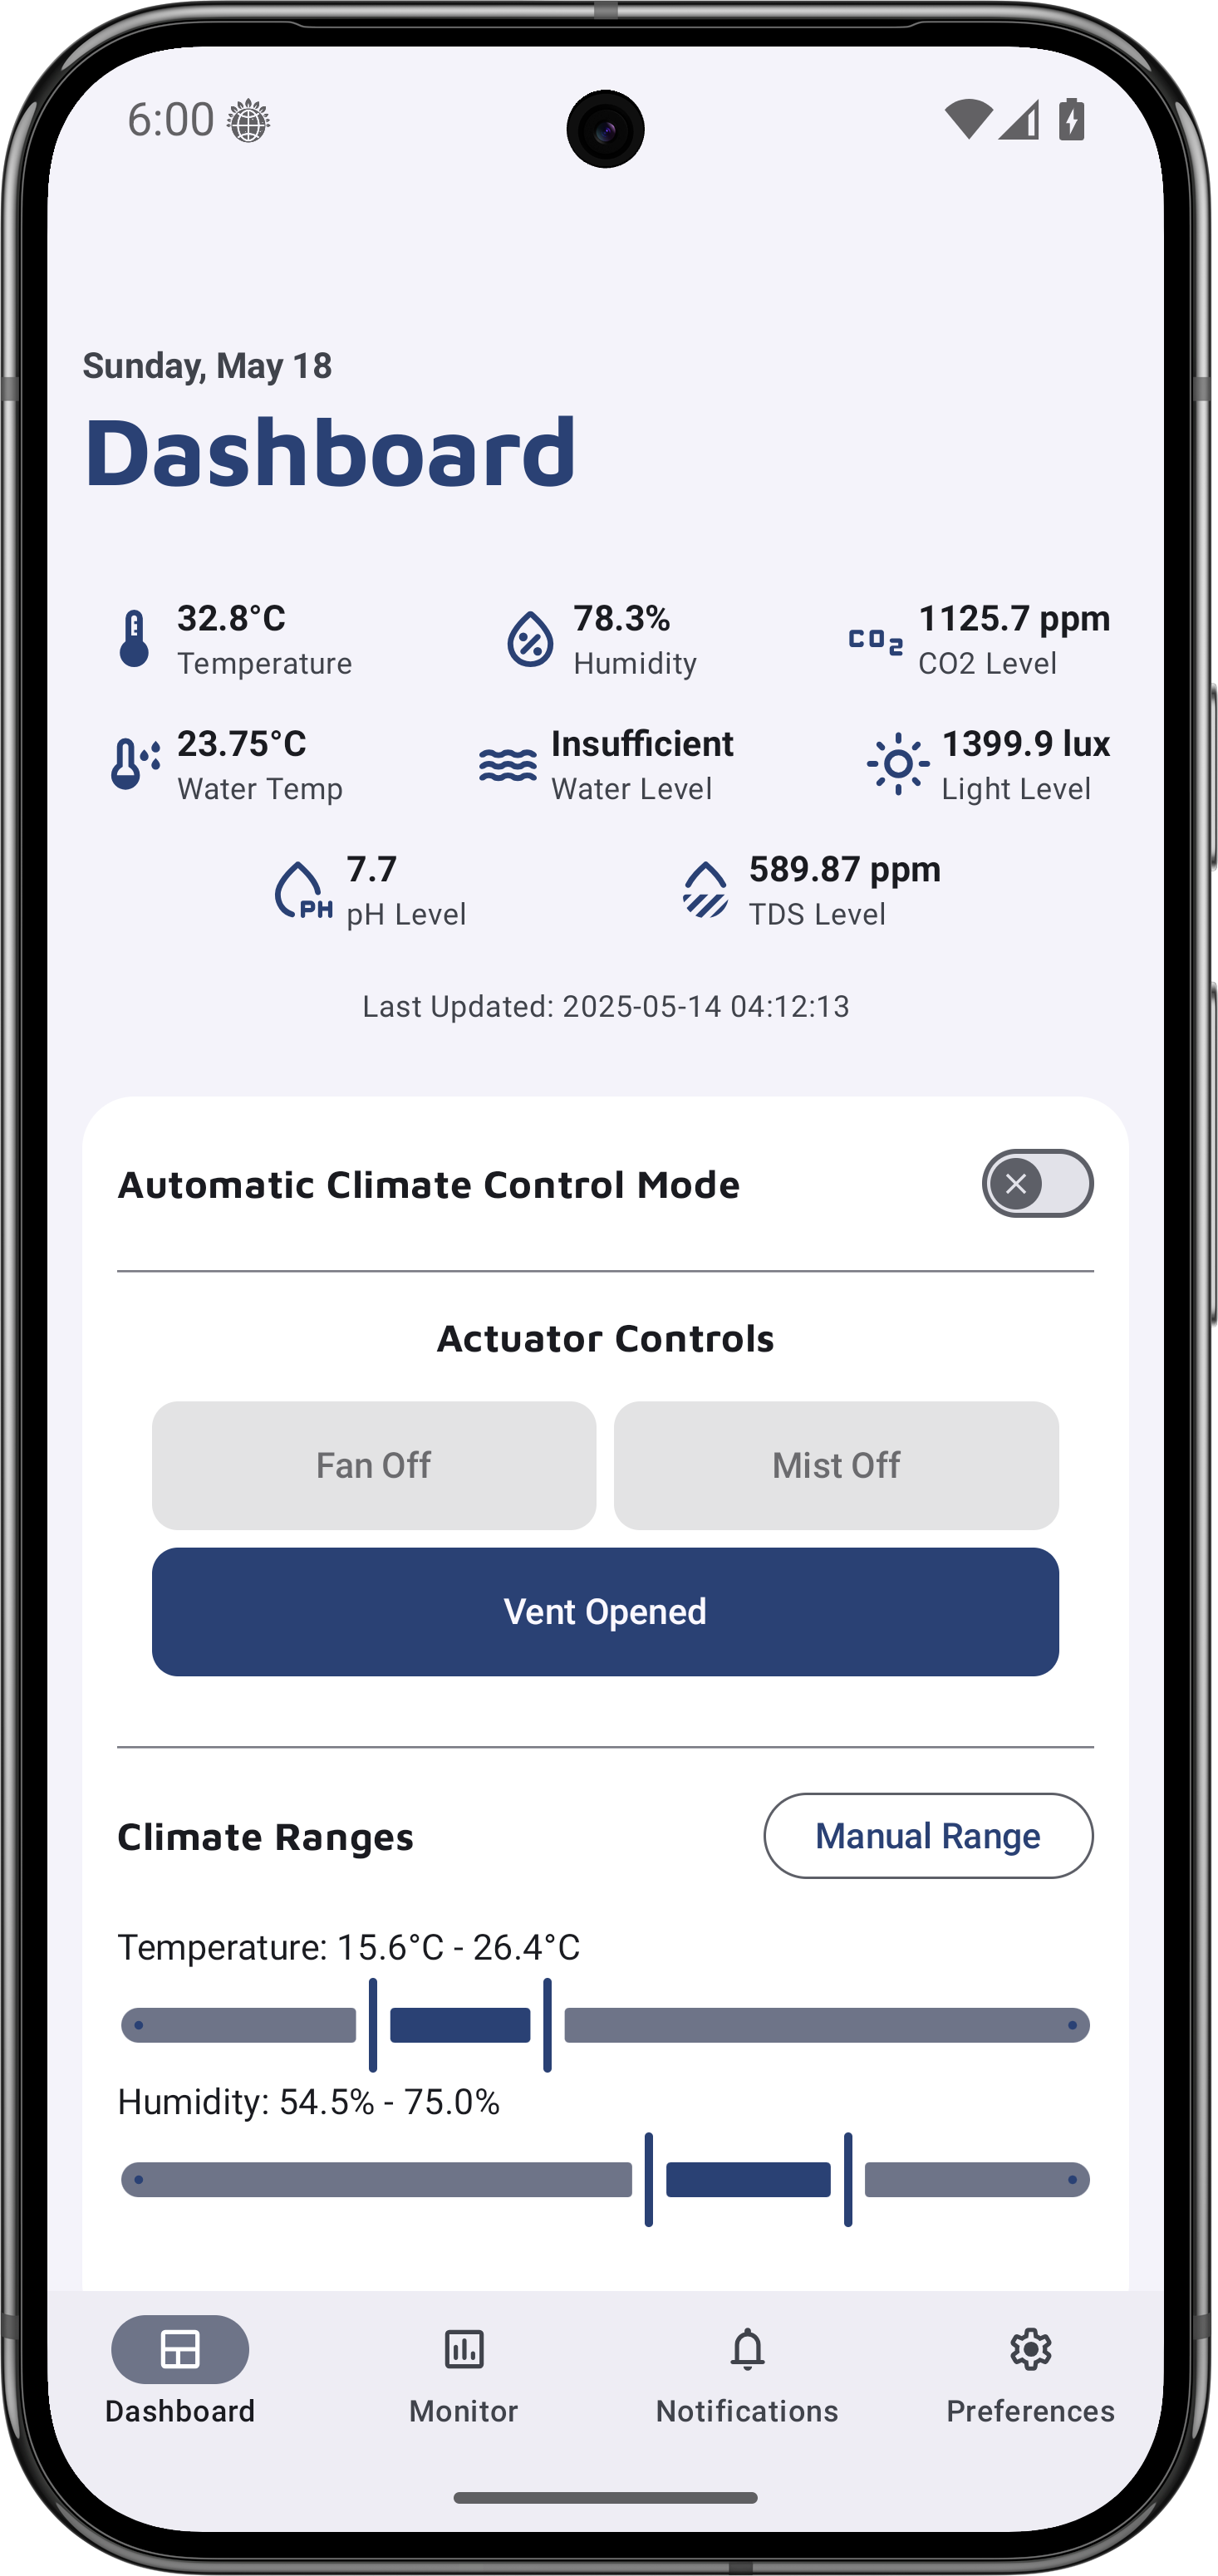 6:00
Sunday, May 18
Dashboard
32.8°C
Temperature
78.3%
Humidity
CO2
1125.7 ppm
CO2 Level
23.75°C
Water Temp
Insufficient
Water Level
1399.9 lux
Light Level
PH
7.7
pH Level
589.87 ppm
TDS Level
Last Updated: 2025-05-14 04:12:13
Automatic Climate Control Mode
Actuator Controls
Fan Off
Mist Off
Vent Opened
Climate Ranges
Manual Range
Temperature: 15.6°C - 26.4°C
Humidity: 54.5% - 75.0%
Dashboard
Monitor
Notifications
Preferences